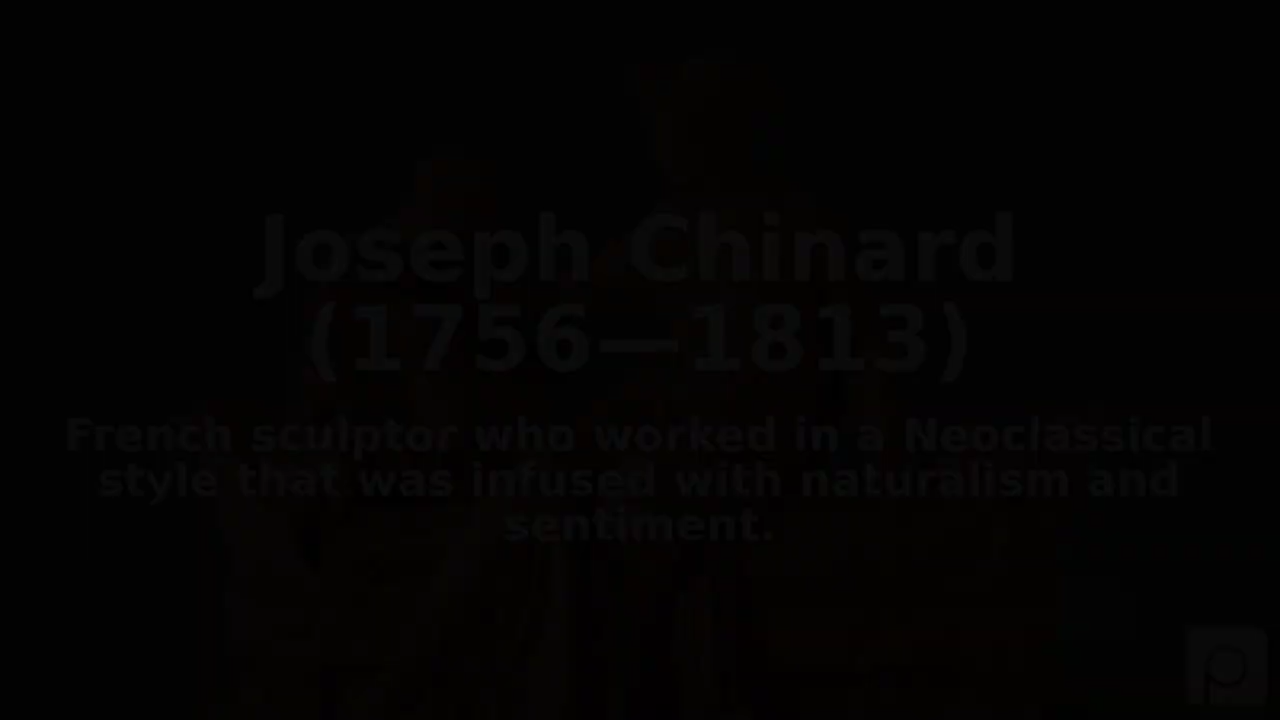 Joseph Chinard
(1756—1813)
French sculptor who worked in a Neoclassical
style that was infused with naturalism and
sentiment.